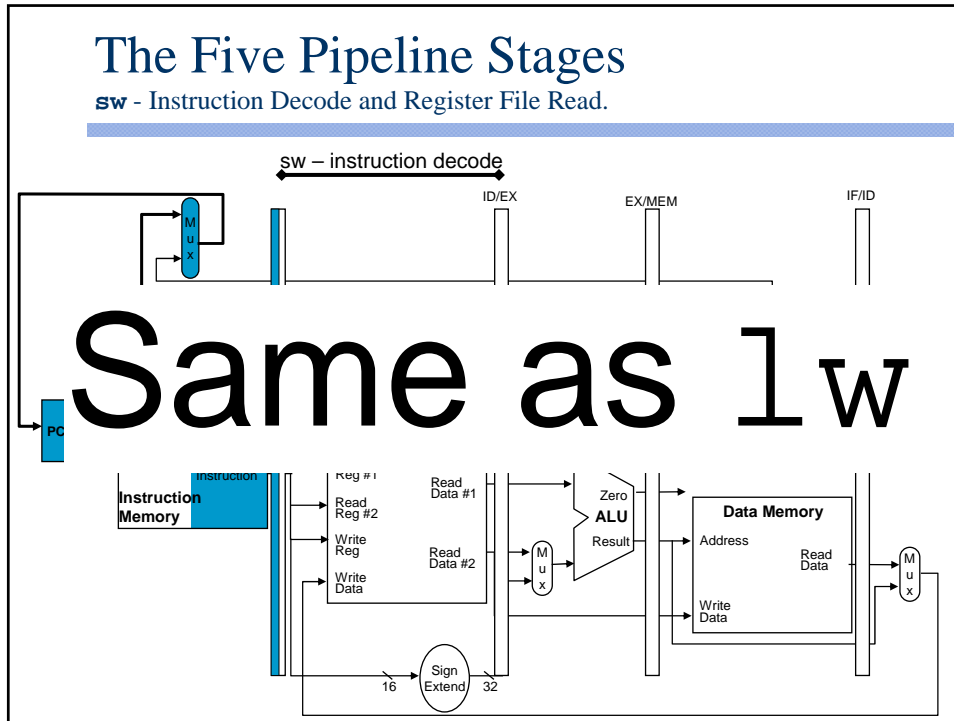 The Five Pipeline Stages
sw - Instruction Decode and Register File Read.
sw – instruction decode
ID/EX
EX/MEM
IF/ID
M
u
x
Same as lw
PC
Instruction
Instruction
Memory
Reg #1
Read
Reg #2
Write
Reg
Write
Data
Read
Data #1
Read
Data #2
M
u
x
Zero
ALU
Result
Data Memory
Address
Read
Data
Write
Data
M
u
x
16
Sign
Extend
32